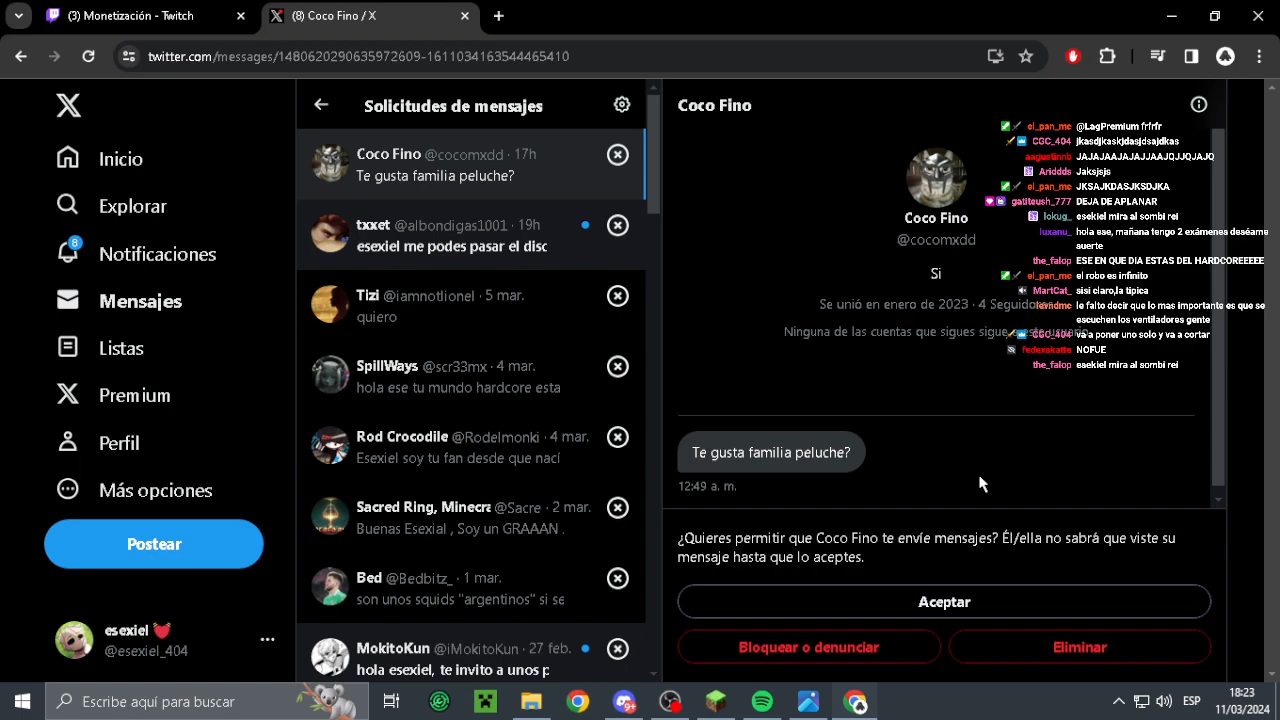 (3) Monetización - Twitch
(8) Coco Fino / X
twitter.com/messages/1480620290635972609-1611034163544465410
Inicio
Explorar
8
Notificaciones
Mensajes
Listas
Premium
Perfil
Más opciones
Postear
esexiel
@esexiel_404
Solicitudes de mensajes
Coco Fino @cocomxdd · 17h
Te gusta familia peluche?
txxet @albondigas1001 · 19h
esexiel me podes pasar el disc
Tizi @iamnotlionel · 5 mar.
quiero
SpillWays @scr33mx · 4 mar.
hola ese tu mundo hardcore esta
Rod Crocodile @Rodelmonki · 4 mar.
Esexiel soy tu fan desde que nací
Sacred Ring, Minecra @Sacre · 2 mar.
Buenas Esexial , Soy un GRAAAN .
Bed @Bedbitz_ · 1 mar.
son unos squids "argentinos" si se
MokitoKun @iMokitoKun · 27 feb.
hola esexiel, te invito a unos p
Coco Fino
Coco Fino
@cocomxdd
Si
Se unió en enero de 2023 · 4 Seguidores
Ninguna de las cuentas que sigues sigue a este usuario
el_pan_mc @LagPremium frfrfr
CGC_404 jkasdjkaskjdasjdsajdkas
aagustinnb JAJAJAAJAJAJJAAJQJJQJAJQ
Ariddds Jaksjsjs
el_pan_mc JKSAJKDASJKSDJKA
gatiteush_777 DEJA DE APLANAR
lokug_ esekiel mira al sombi rei
luxanu_ hola ese, mañana tengo 2 exámenes deséame
suerte
the_falop ESE EN QUE DIA ESTAS DEL HARDCOREEEEE
el_pan_mc el robo es infinito
MartCat_ sisi claro,la tipica
le falto decir que lo mas importante es que se
escuchen los ventiladores gente
CGC_404 va a poner uno solo y va a cortar
fedexakatte NOFUE
the_falop esekiel mira al sombi rei
Te gusta familia peluche?
12:49 a. m.
¿Quieres permitir que Coco Fino te envíe mensajes? Él/ella no sabrá que viste su
mensaje hasta que lo aceptes.
Aceptar
Bloquear o denunciar
Eliminar
Escribe aquí para buscar
9+
ESP
18:23
11/03/2024